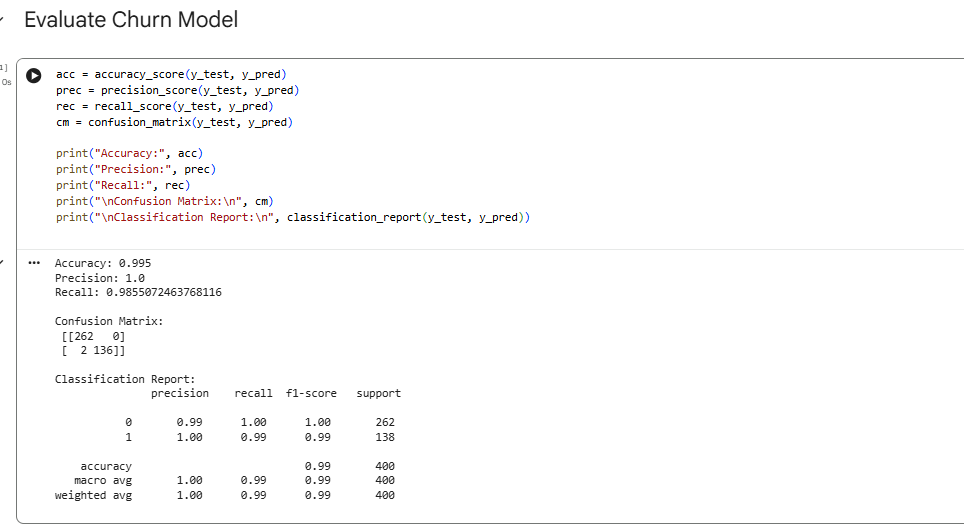 Evaluate Churn Model
1]
0s
acc = accuracy_score(y_test, y_pred)
prec = precision_score(y_test, y_pred)
rec = recall_score(y_test, y_pred)
cm = confusion_matrix(y_test, y_pred)
print("Accuracy:", acc)
print("Precision:", prec)
print("Recall:", rec)
print("\nConfusion Matrix:\n", cm)
print("\nClassification Report:\n", classification_report(y_test, y_pred))
Accuracy: 0.995
Precision: 1.0
Recall: 0.9855072463768116
Confusion Matrix:
[[262   0]
[  2 136]]
Classification Report:
precision    recall  f1-score   support
0       0.99      1.00      1.00       262
1       1.00      0.99      0.99       138
accuracy                           0.99       400
macro avg       1.00      0.99      0.99       400
weighted avg       1.00      0.99      0.99       400